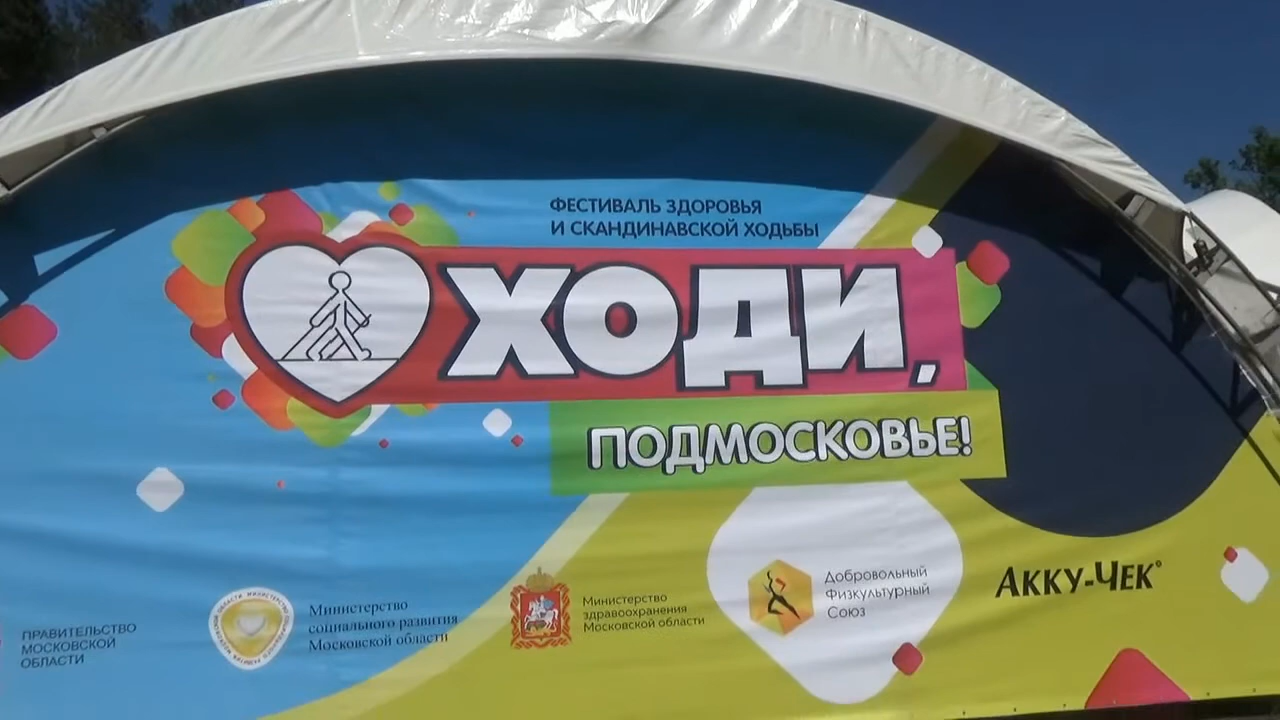 ФЕСТИВАЛЬ ЗДОРОВЬЯ
И СКАНДИНАВСКОЙ ХОДЬБЫ
ХОДИ,
ПОДМОСКОВЬЕ!
ПРАВИТЕЛЬСТВО
МОСКОВСКОЙ
ОБЛАСТИ
Министерство
социального развития
Московской области
Министерство
здравоохранения
Московской области
Добровольный
Физкультурный
Союз
АККУ-ЧЕК®